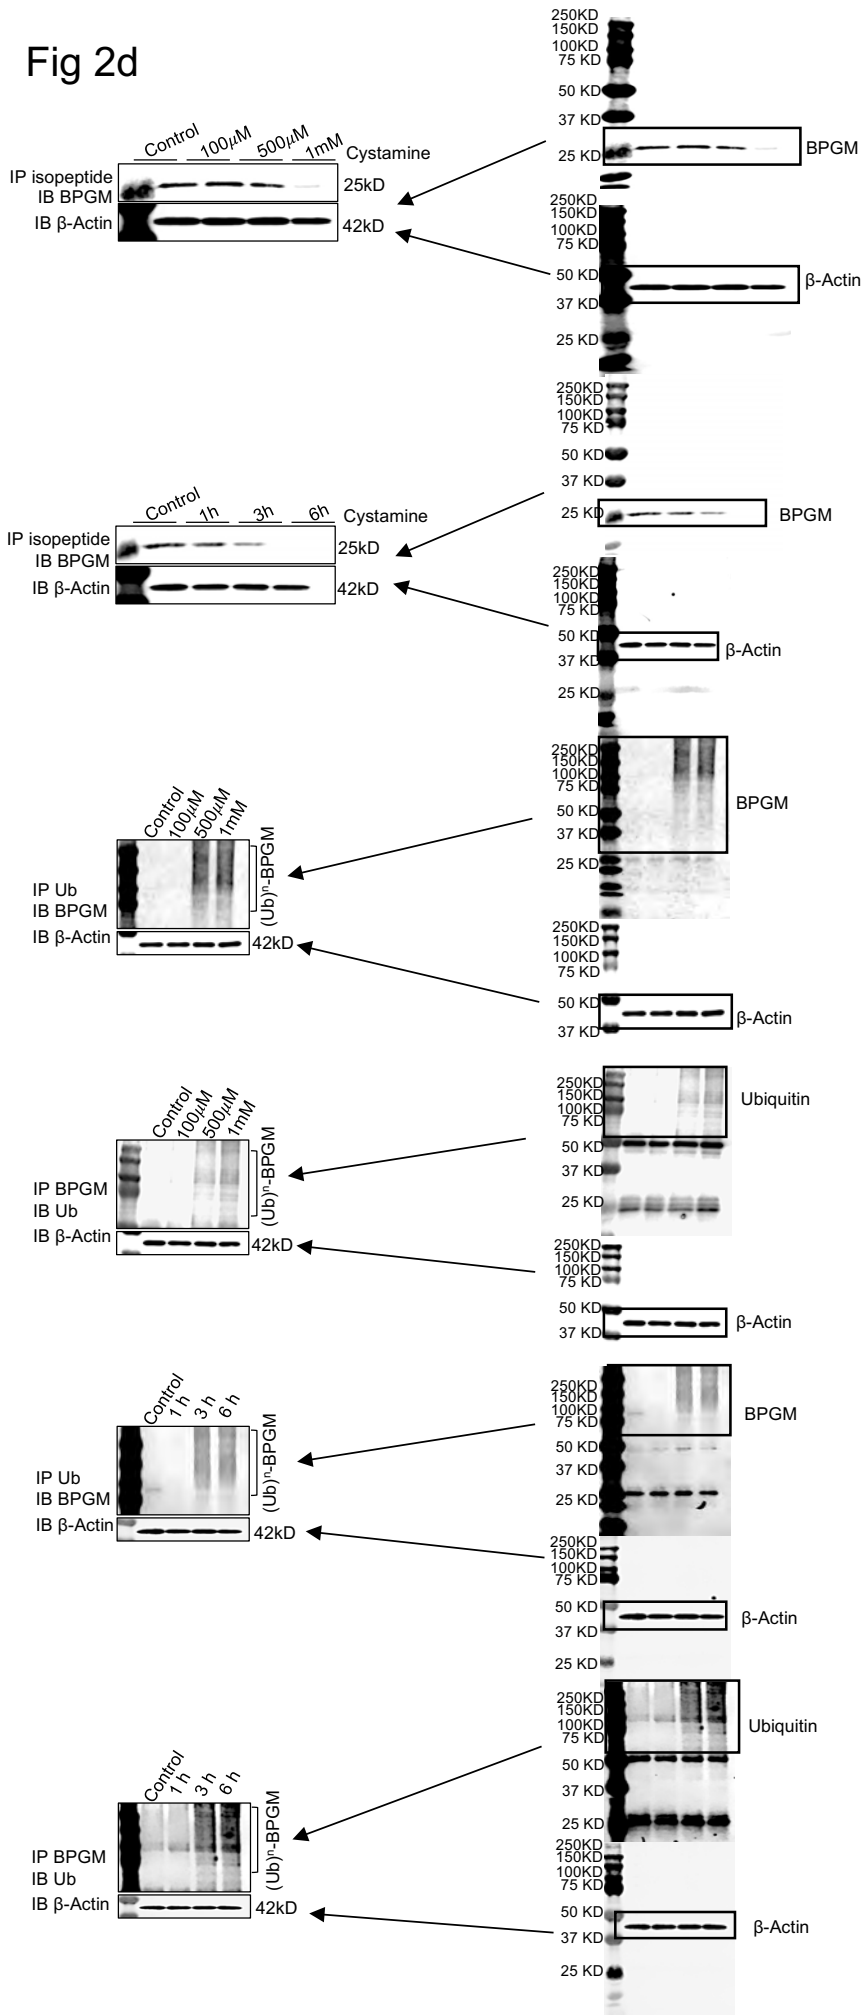 Fig 2d
Control 100μM 500μM 1mM Cystamine
IP isopeptide
IB BPGM
25kD
IB β-Actin
42kD
250KD
150KD
100KD
75 KD
50 KD
37 KD
25 KD
BPGM
250KD
150KD
100KD
75 KD
50 KD
37 KD
25 KD
β-Actin
Control 1h 3h 6h Cystamine
IP isopeptide
IB BPGM
25kD
IB β-Actin
42kD
250KD
150KD
100KD
75 KD
50 KD
37 KD
25 KD
BPGM
250KD
150KD
100KD
75 KD
50 KD
37 KD
25 KD
β-Actin
Control
100μM
500μM
1mM
IP Ub
IB BPGM
(Ub)ⁿ-BPGM
IB β-Actin
42kD
250KD
150KD
100KD
75 KD
50 KD
37 KD
25 KD
BPGM
250KD
150KD
100KD
75 KD
50 KD
37 KD
β-Actin
Control
100μM
500μM
1mM
IP BPGM
IB Ub
(Ub)ⁿ-BPGM
IB β-Actin
42kD
250KD
150KD
100KD
75 KD
50 KD
37 KD
25 KD
Ubiquitin
250KD
150KD
100KD
75 KD
50 KD
37 KD
β-Actin
Control
1 h
3 h
6 h
IP Ub
IB BPGM
(Ub)ⁿ-BPGM
IB β-Actin
42kD
250KD
150KD
100KD
75 KD
50 KD
37 KD
25 KD
BPGM
250KD
150KD
100KD
75 KD
50 KD
37 KD
25 KD
β-Actin
Control
1 h
3 h
6 h
IP BPGM
IB Ub
(Ub)ⁿ-BPGM
IB β-Actin
42kD
250KD
150KD
100KD
75 KD
50 KD
37 KD
25 KD
Ubiquitin
250KD
150KD
100KD
75 KD
50 KD
37 KD
25 KD
β-Actin